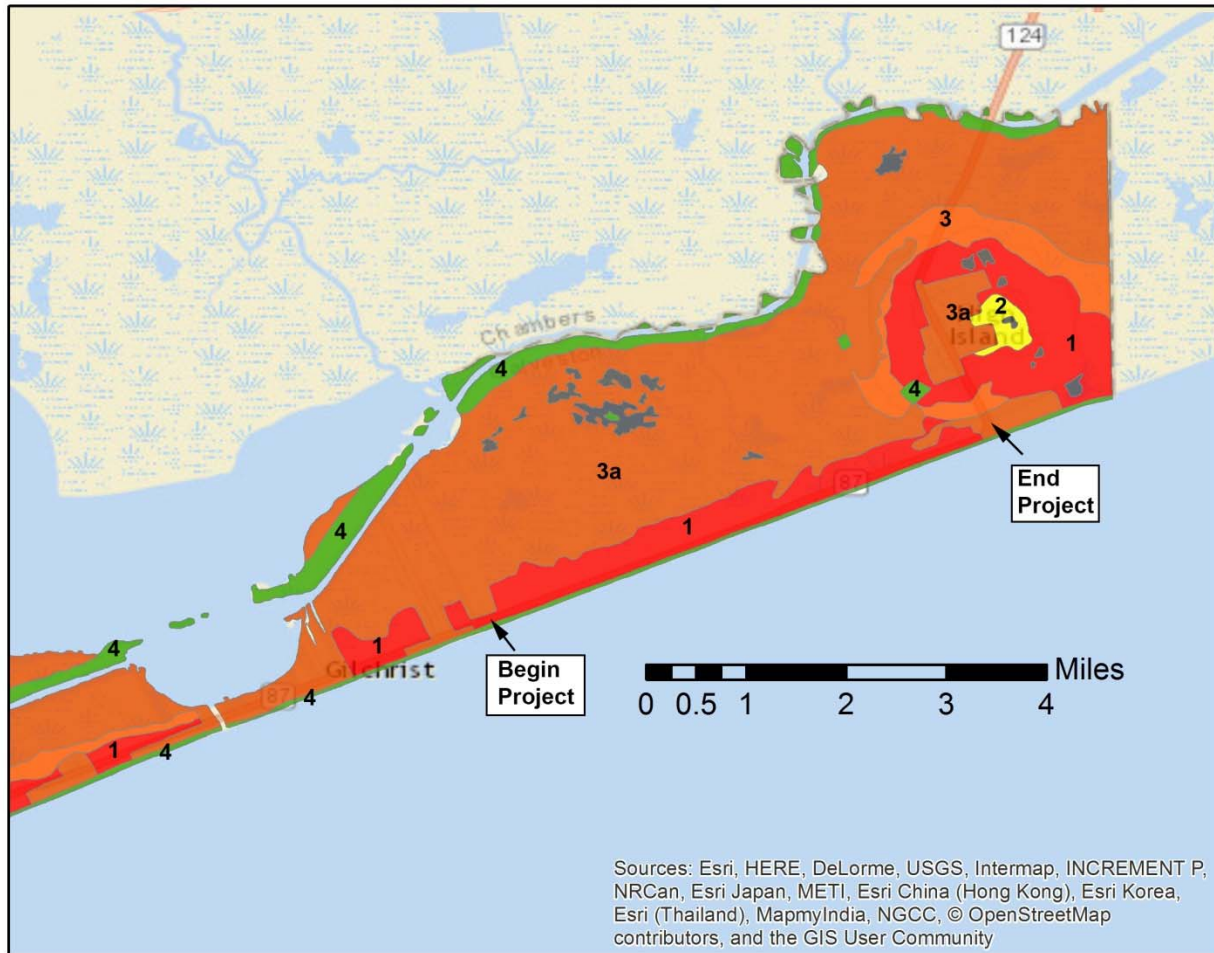 124
3
3a
2
Island
1
4
Chambers
4
3a
87
End
Project
1
4
4
1
Gilchrist
87
4
Begin
Project
1
4
Miles
0 0.5 1 2 3 4
Sources: Esri, HERE, DeLorme, USGS, Intermap, INCREMENT P,
NRCan, Esri Japan, METI, Esri China (Hong Kong), Esri Korea,
Esri (Thailand), MapmyIndia, NGCC, © OpenStreetMap
contributors, and the GIS User Community